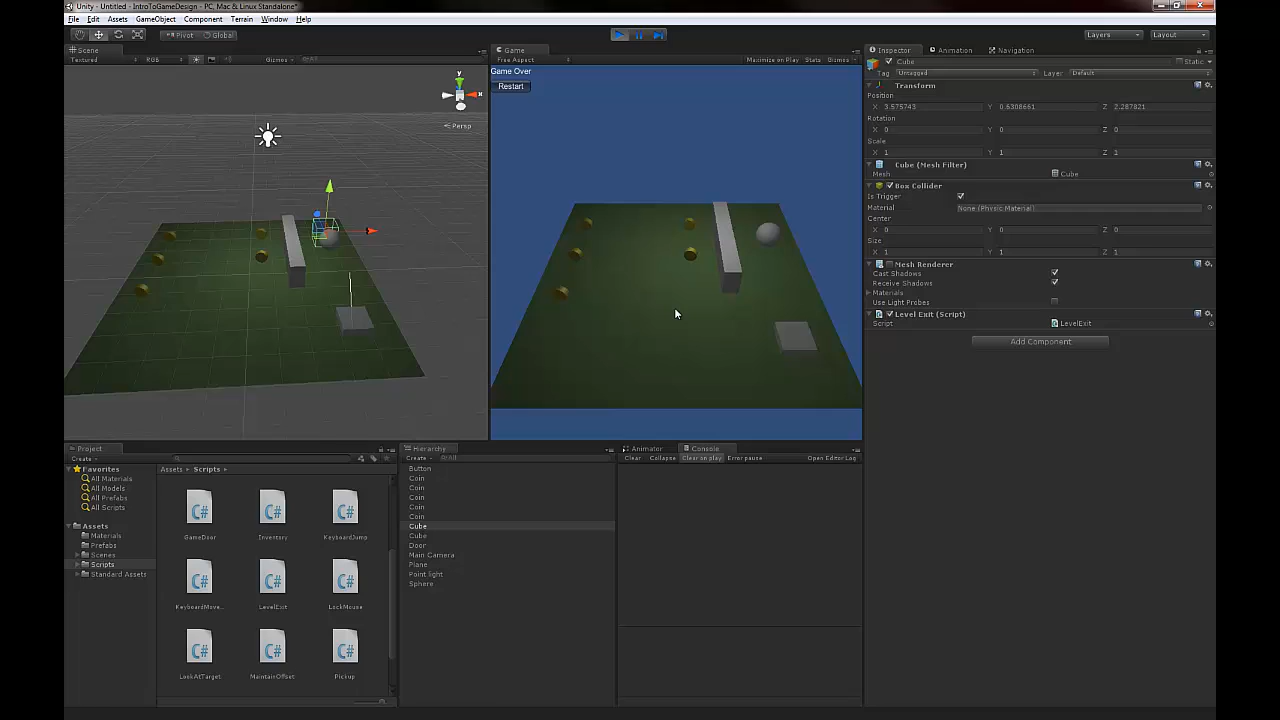 Unity - Untitled - IntroToGameDesign - PC, Mac & Linux Standalone*
File Edit Assets GameObject Component Terrain Window Help
Pivot Global Layers Layout
Scene
Textured RGB Gizmos All
y
x
Persp
Game
Free Aspect Maximize on Play Stats Gizmos
Game Over
Restart
Inspector Animation Navigation
Cube Static
Tag Untagged Layer Default
Transform
Position
X 3.575743 Y 0.6308661 Z 2.287821
Rotation
X 0 Y 0 Z 0
Scale
X 1 Y 1 Z 1
Cube (Mesh Filter)
Mesh Cube
Box Collider
Is Trigger
Material None (Physic Material)
Center
X 0 Y 0 Z 0
Size
X 1 Y 1 Z 1
Mesh Renderer
Cast Shadows
Receive Shadows
Materials
Use Light Probes
Level Exit (Script)
Script LevelExit
Add Component
Project
Create
Favorites
All Materials
All Models
All Prefabs
All Scripts
Assets
Materials
Prefabs
Scenes
Scripts
Standard Assets
Assets Scripts
C# C# C#
GameDoor Inventory KeyboardJump
C# C# C#
KeyboardMove... LevelExit LockMouse
C# C# C#
LookAtTarget MaintainOffset Pickup
Hierarchy
Create All
Button
Coin
Coin
Coin
Coin
Coin
Cube
Cube
Door
Main Camera
Plane
Point light
Sphere
Animator Console
Clear Collapse Clear on play Error pause Open Editor Log